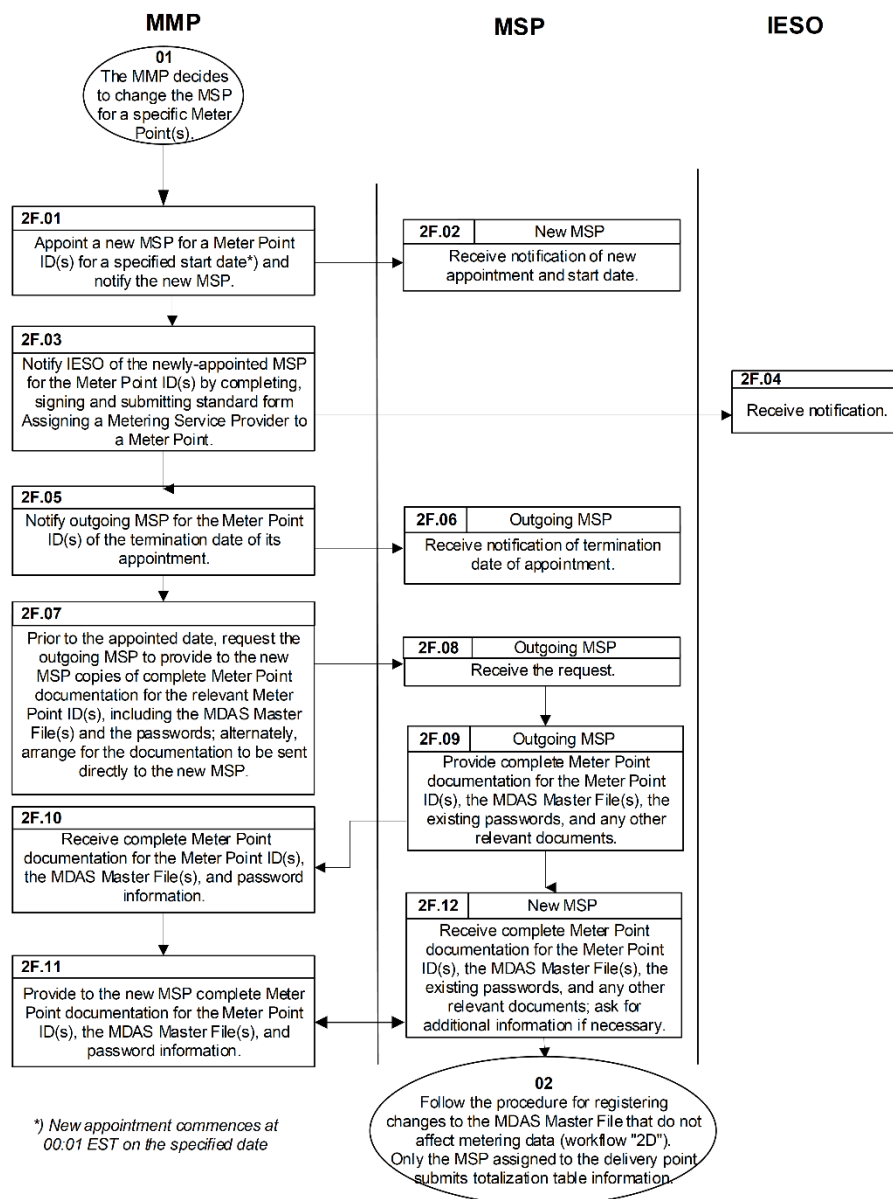 MMP
MSP
IESO
01
The MMP decides
to change the MSP
for a specific Meter
Point(s).
2F.01
Appoint a new MSP for a Meter Point
ID(s) for a specified start date*) and
notify the new MSP.
2F.02
New MSP
Receive notification of new
appointment and start date.
2F.03
Notify IESO of the newly-appointed MSP
for the Meter Point ID(s) by completing,
signing and submitting standard form
Assigning a Metering Service Provider to
a Meter Point.
2F.04
Receive notification.
2F.05
Notify outgoing MSP for the Meter Point
ID(s) of the termination date of its
appointment.
2F.06
Outgoing MSP
Receive notification of termination
date of appointment.
2F.07
Prior to the appointed date, request the
outgoing MSP to provide to the new
MSP copies of complete Meter Point
documentation for the relevant Meter
Point ID(s), including the MDAS Master
File(s) and the passwords; alternately,
arrange for the documentation to be sent
directly to the new MSP.
2F.08
Outgoing MSP
Receive the request.
2F.09
Outgoing MSP
Provide complete Meter Point
documentation for the Meter Point
ID(s), the MDAS Master File(s), the
existing passwords, and any other
relevant documents.
2F.10
Receive complete Meter Point
documentation for the Meter Point ID(s),
the MDAS Master File(s), and password
information.
2F.12
New MSP
Receive complete Meter Point
documentation for the Meter Point
ID(s), the MDAS Master File(s), the
existing passwords, and any other
relevant documents; ask for
additional information if necessary.
2F.11
Provide to the new MSP complete Meter
Point documentation for the Meter Point
ID(s), the MDAS Master File(s), and
password information.
02
Follow the procedure for registering
changes to the MDAS Master File that do not
affect metering data (workflow "2D").
Only the MSP assigned to the delivery point
submits totalization table information.
*) New appointment commences at
00:01 EST on the specified date